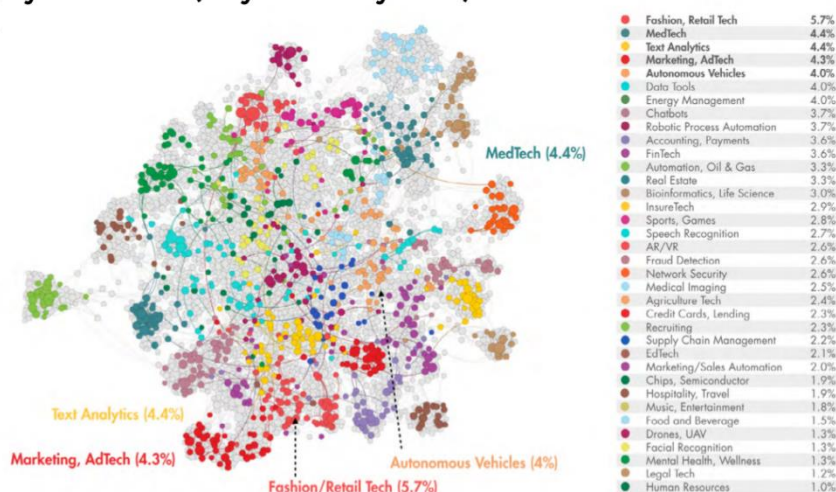 Fashion, Retail Tech 5.7%
MedTech 4.4%
Text Analytics 4.4%
Marketing, AdTech 4.3%
Autonomous Vehicles 4.0%
Data Tools 4.0%
Energy Management 4.0%
Chatbots 3.7%
Robotic Process Automation 3.7%
Accounting, Payments 3.6%
FinTech 3.6%
Automation, Oil & Gas 3.3%
Real Estate 3.3%
Bioinformatics, Life Science 3.0%
InsureTech 2.9%
Sports, Games 2.8%
Speech Recognition 2.7%
AR/VR 2.6%
Fraud Detection 2.6%
Network Security 2.6%
Medical Imaging 2.5%
Agriculture Tech 2.4%
Credit Cards, Lending 2.3%
Recruiting 2.3%
Supply Chain Management 2.2%
EdTech 2.1%
Marketing/Sales Automation 2.0%
Chips, Semiconductor 1.9%
Hospitality, Travel 1.9%
Music, Entertainment 1.8%
Food and Beverage 1.5%
Drones, UAV 1.3%
Facial Recognition 1.3%
Mental Health, Wellness 1.3%
Legal Tech 1.2%
Human Resources 1.0%
MedTech (4.4%)
Text Analytics (4.4%)
Marketing, AdTech (4.3%)
Autonomous Vehicles (4%)
Fashion/Retail Tech (5.7%)